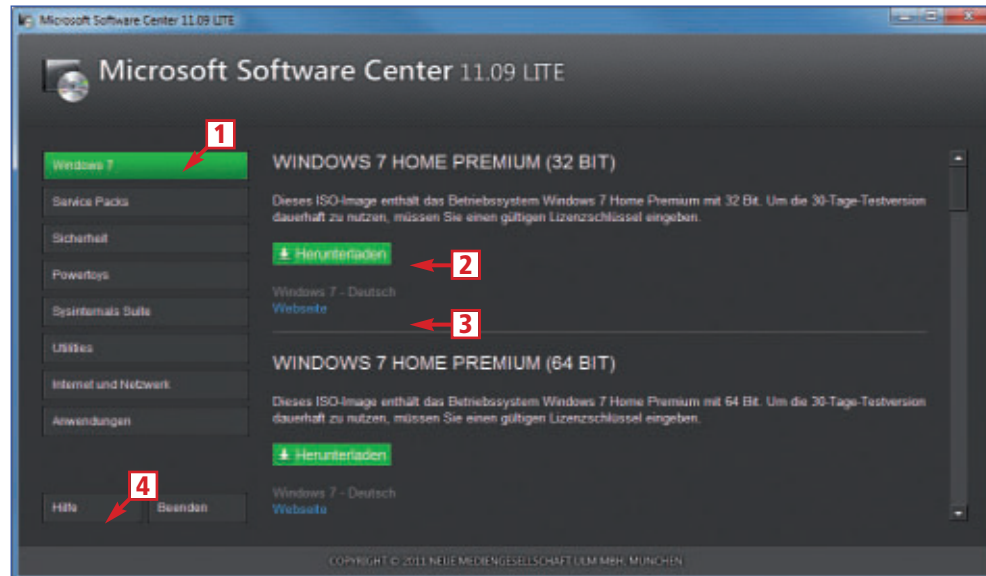 Microsoft Software Center 11.09 LITE
Microsoft Software Center 11.09 LITE
1
Windows 7
Service Packs
Sicherheit
Powertoys
Sysinternals Suite
Utilities
Internet und Netzwerk
Anwendungen
4
Hilfe
Beenden
WINDOWS 7 HOME PREMIUM (32 BIT)
Dieses ISO-Image enthält das Betriebssystem Windows 7 Home Premium mit 32 Bit. Um die 30-Tage-Testversion
dauerhaft zu nutzen, müssen Sie einen gültigen Lizenzschlüssel eingeben.
Herunterladen
2
Windows 7 - Deutsch
Webseite
3
WINDOWS 7 HOME PREMIUM (64 BIT)
Dieses ISO-Image enthält das Betriebssystem Windows 7 Home Premium mit 64 Bit. Um die 30-Tage-Testversion
dauerhaft zu nutzen, müssen Sie einen gültigen Lizenzschlüssel eingeben.
Herunterladen
Windows 7 - Deutsch
Webseite
COPYRIGHT © 2011 NEUE MEDIENGESELLSCHAFT ULM MBH, MÜNCHEN